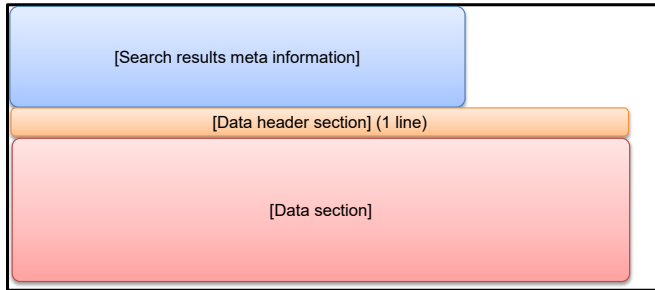 [Search results meta information]
[Data header section] (1 line)
[Data section]